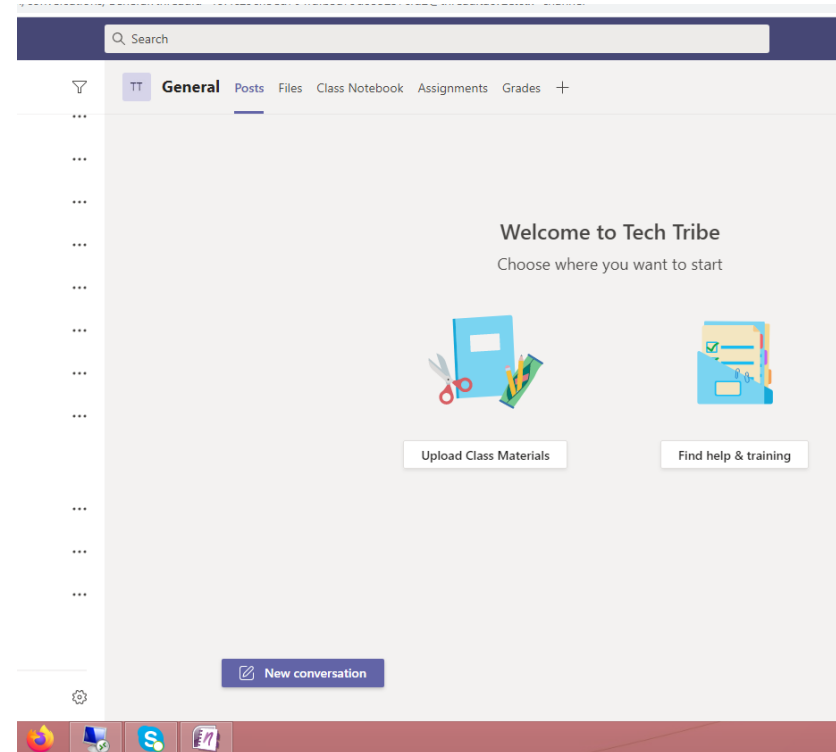 Search
TT General Posts Files Class Notebook Assignments Grades
Welcome to Tech Tribe
Choose where you want to start
Upload Class Materials Find help & training
New conversation